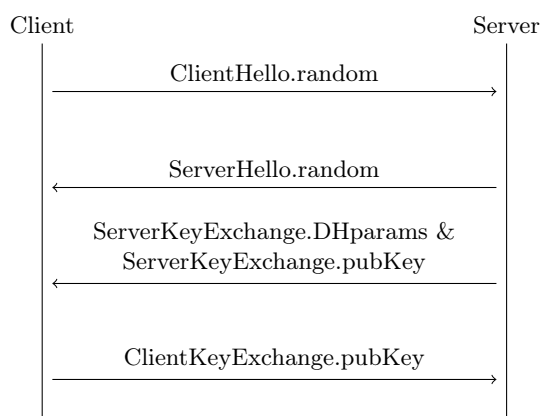 Client
Server
ClientHello.random
ServerHello.random
ServerKeyExchange.DHparams &
ServerKeyExchange.pubKey
ClientKeyExchange.pubKey